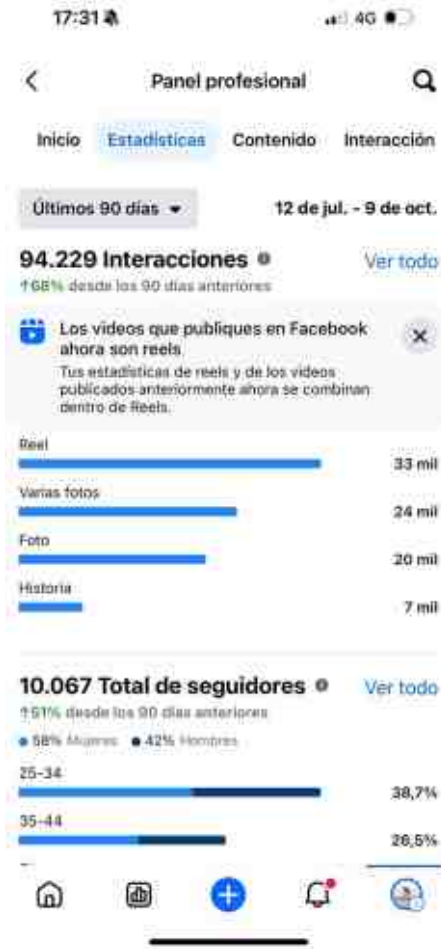 17:31
4G
Panel profesional
Inicio Estadísticas Contenido Interacción
Últimos 90 días
12 de jul. - 9 de oct.
94.229 Interacciones
Ver todo
↑68% desde los 90 días anteriores
Los videos que publiques en Facebook
ahora son reels
Tus estadísticas de reels y de los videos
publicados anteriormente ahora se combinan
dentro de Reels.
Reel
33 mil
Varias fotos
24 mil
Foto
20 mil
Historia
7 mil
10.067 Total de seguidores
Ver todo
desde los 90 días anteriores
58% Mujeres 42% Hombres
25-34
38,7%
35-44
26,5%